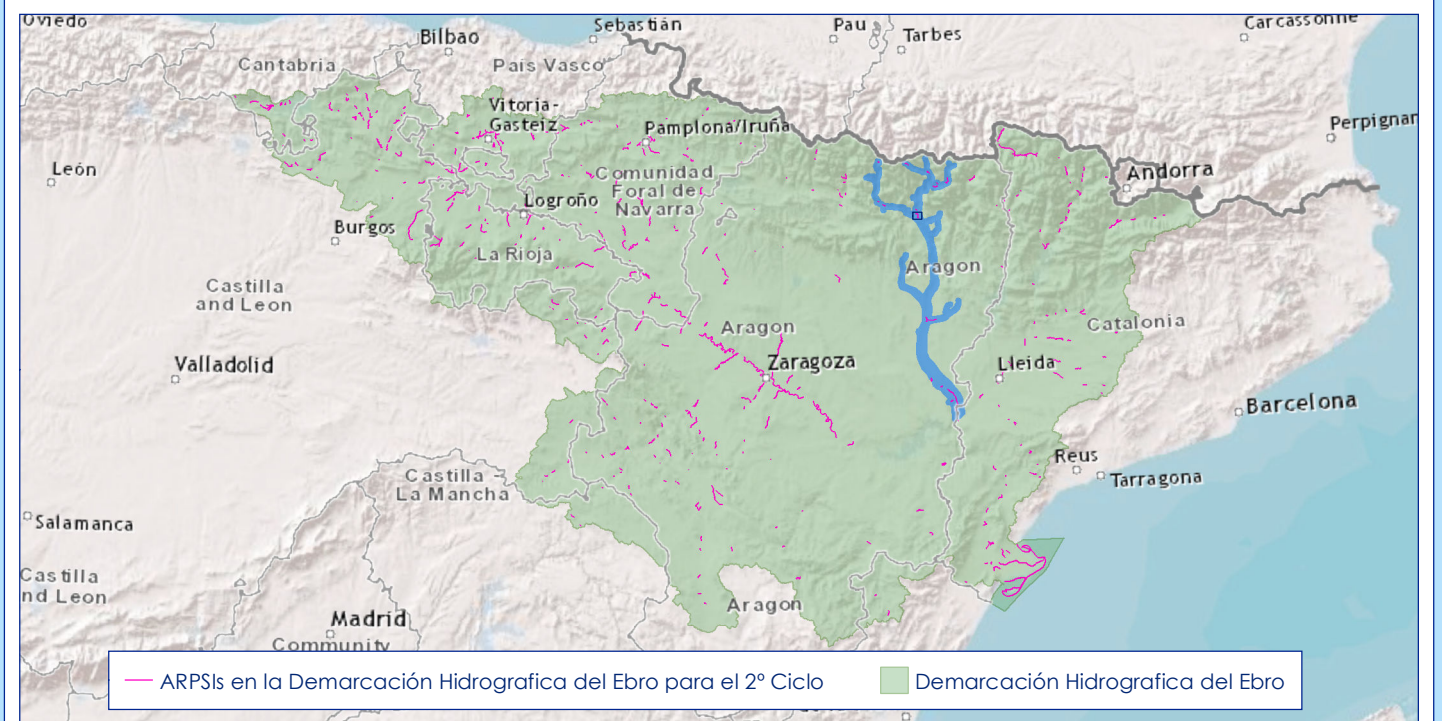 Oviedo
Sebastián
Pau
Tarbes
Carcassonne
Bilbao
Cantabria
País Vasco
Vitoria-
Gasteiz
Pamplona/Iruña
Perpignan
León
Andorra
Comunidad
Foral de
Navarra
Logroño
Burgos
La Rioja
Aragon
Castilla
and Leon
Catalonia
Aragon
Valladolid
Zaragoza
Lleida
Barcelona
Reus
Tarragona
Castilla
La Mancha
Salamanca
Castilla
nd Leon
Aragon
Madrid
Community
ARPSIs en la Demarcación Hidrografica del Ebro para el 2º Ciclo
Demarcación Hidrografica del Ebro